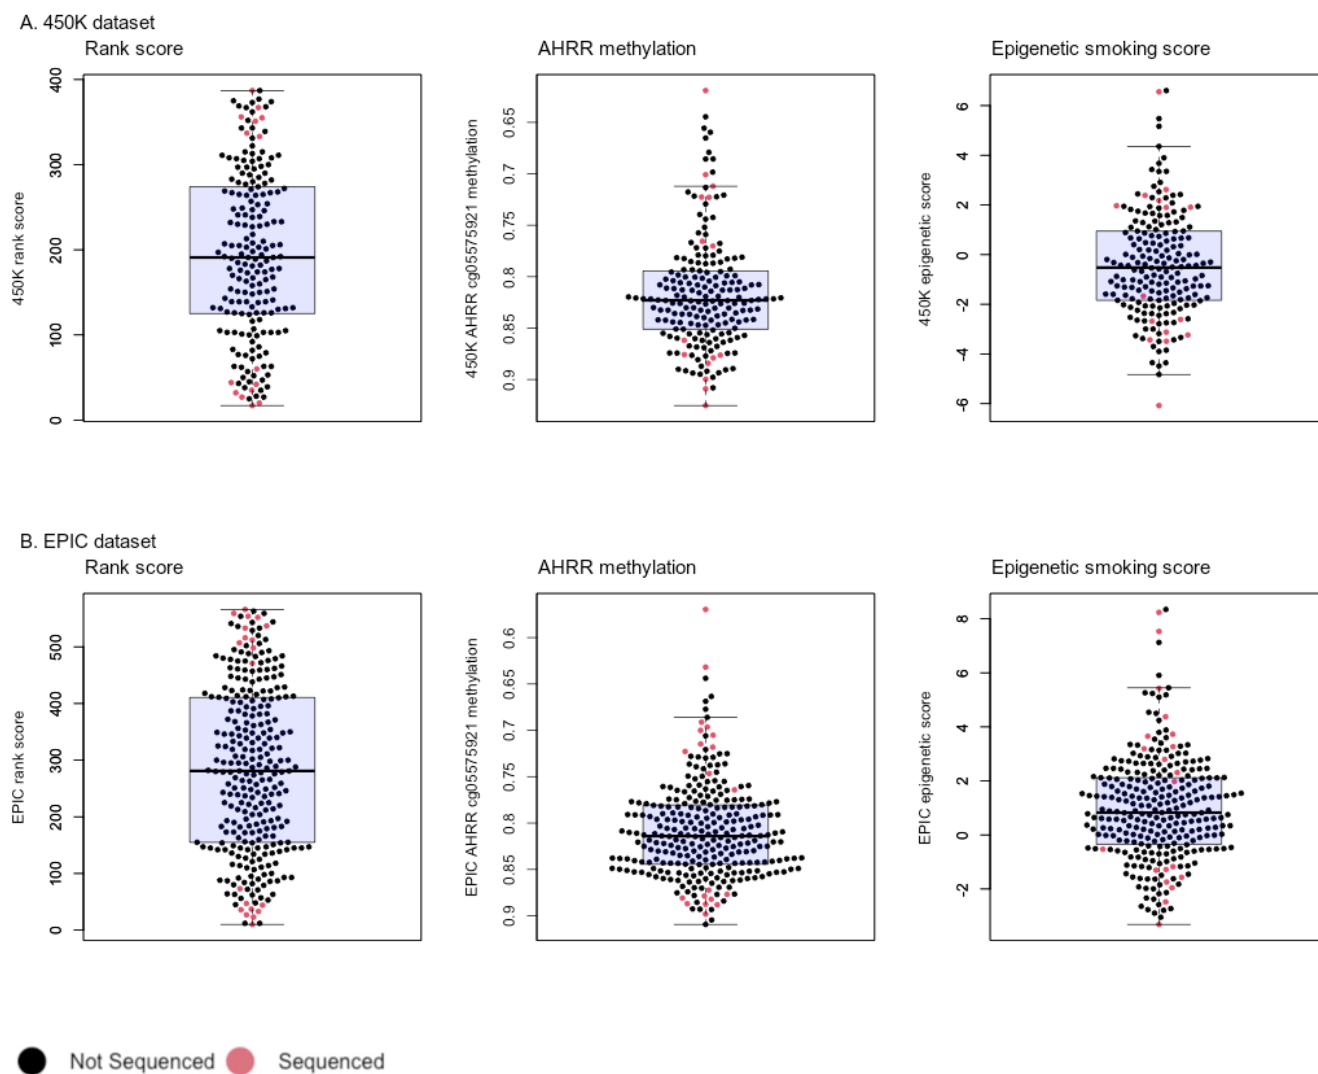 A. 450K dataset
Rank score
AHRR methylation
Epigenetic smoking score
450K rank score
0
100
200
300
400
450K AHRR cg05575921 methylation
0.65
0.7
0.75
0.8
0.85
0.9
450K epigenetic score
6
4
2
0
-2
-4
-6
B. EPIC dataset
Rank score
AHRR methylation
Epigenetic smoking score
EPIC rank score
0
100
200
300
400
500
EPIC AHRR cg05575921 methylation
0.6
0.65
0.7
0.75
0.8
0.85
0.9
EPIC epigenetic score
8
6
4
2
0
-2
Not Sequenced
Sequenced